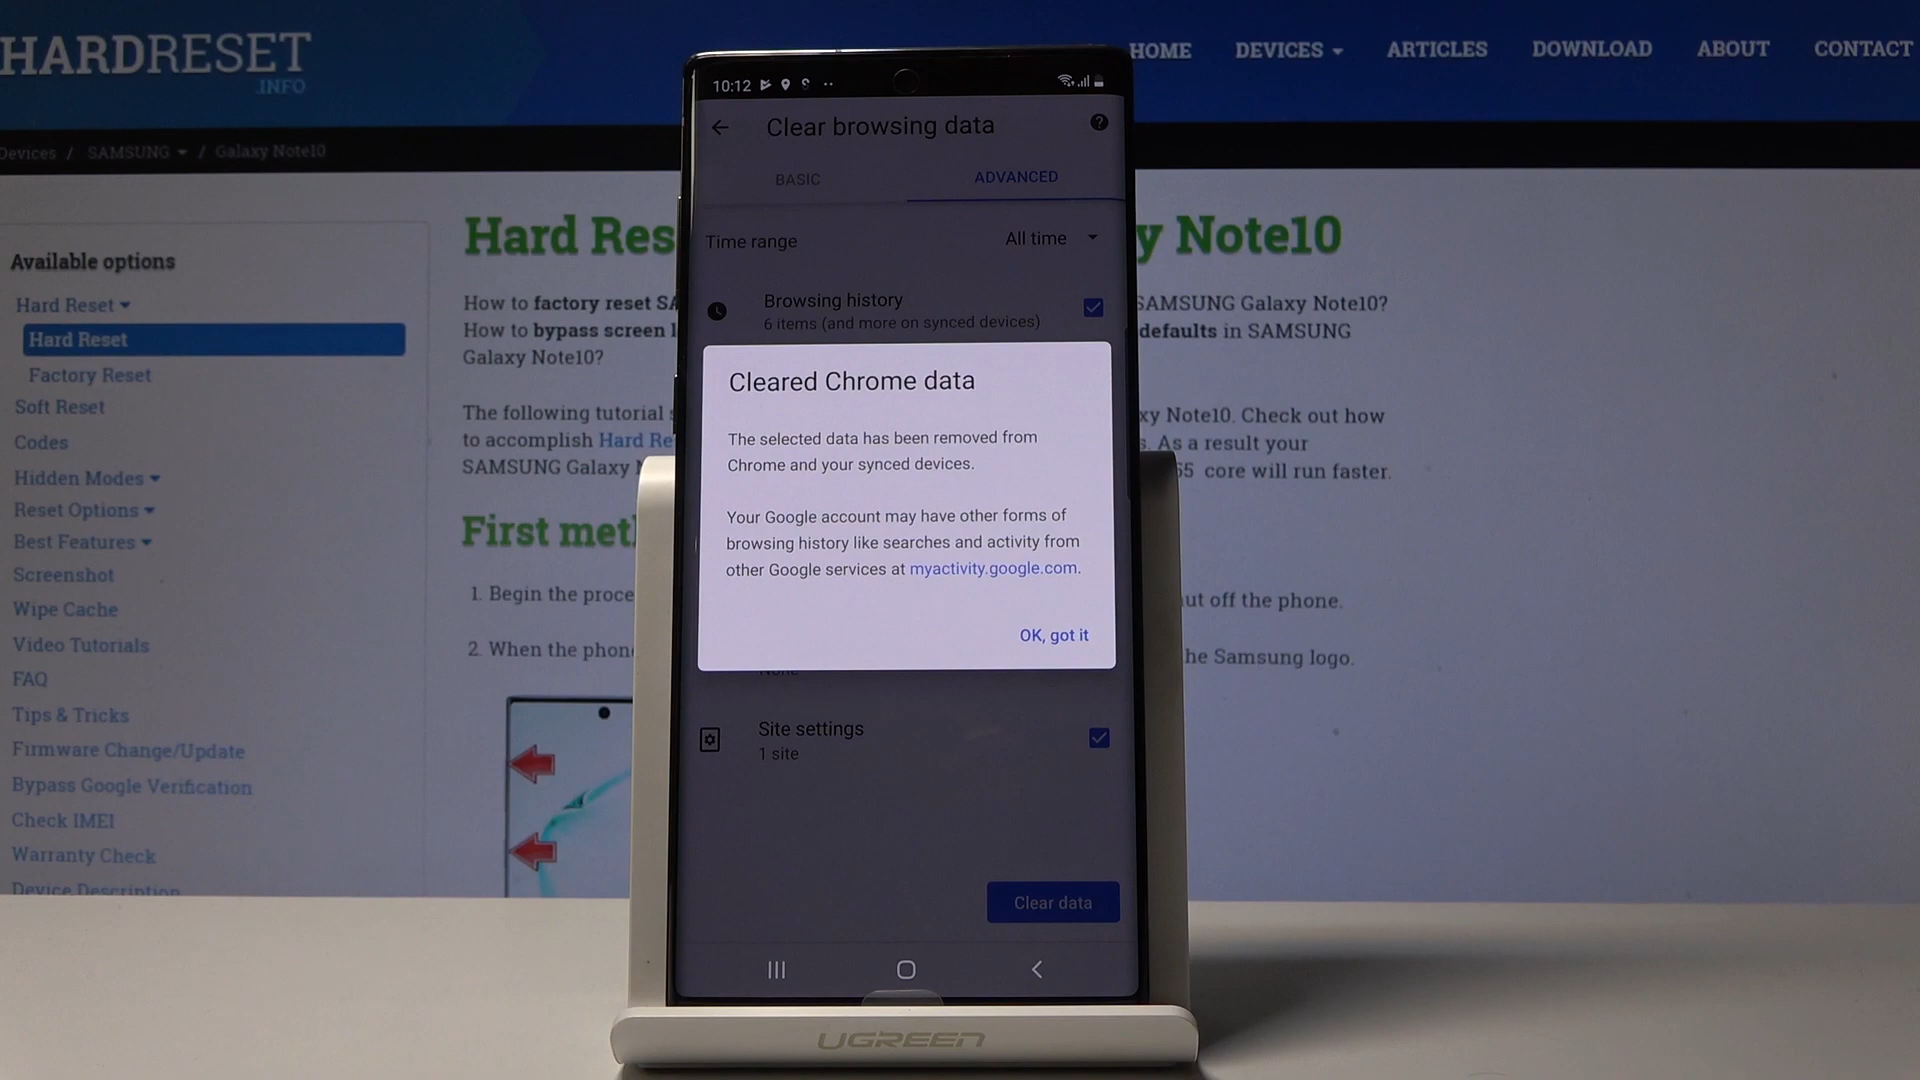 HARDRESET
.INFO
HOME DEVICES ARTICLES DOWNLOAD ABOUT CONTACT
Devices / SAMSUNG / Galaxy Note10
Available options
Hard Reset
Hard Reset
Factory Reset
Soft Reset
Codes
Hidden Modes
Reset Options
Best Features
Screenshot
Wipe Cache
Video Tutorials
FAQ
Tips & Tricks
Firmware Change/Update
Bypass Google Verification
Check IMEI
Warranty Check
Device Description
Hard Res
y Note10
How to factory reset SA
SAMSUNG Galaxy Note10?
How to bypass screen l
defaults in SAMSUNG
Galaxy Note10?
The following tutorial s
xy Note10. Check out how
to accomplish Hard Re
s. As a result your
SAMSUNG Galaxy N
55 core will run faster.
First met
1. Begin the proce
ut off the phone.
2. When the phon
he Samsung logo.
10:12
Clear browsing data
BASIC ADVANCED
Time range All time
Browsing history
6 items (and more on synced devices)
Cleared Chrome data
The selected data has been removed from
Chrome and your synced devices.
Your Google account may have other forms of
browsing history like searches and activity from
other Google services at myactivity.google.com.
OK, got it
None
Site settings
1 site
Clear data
UGREEN